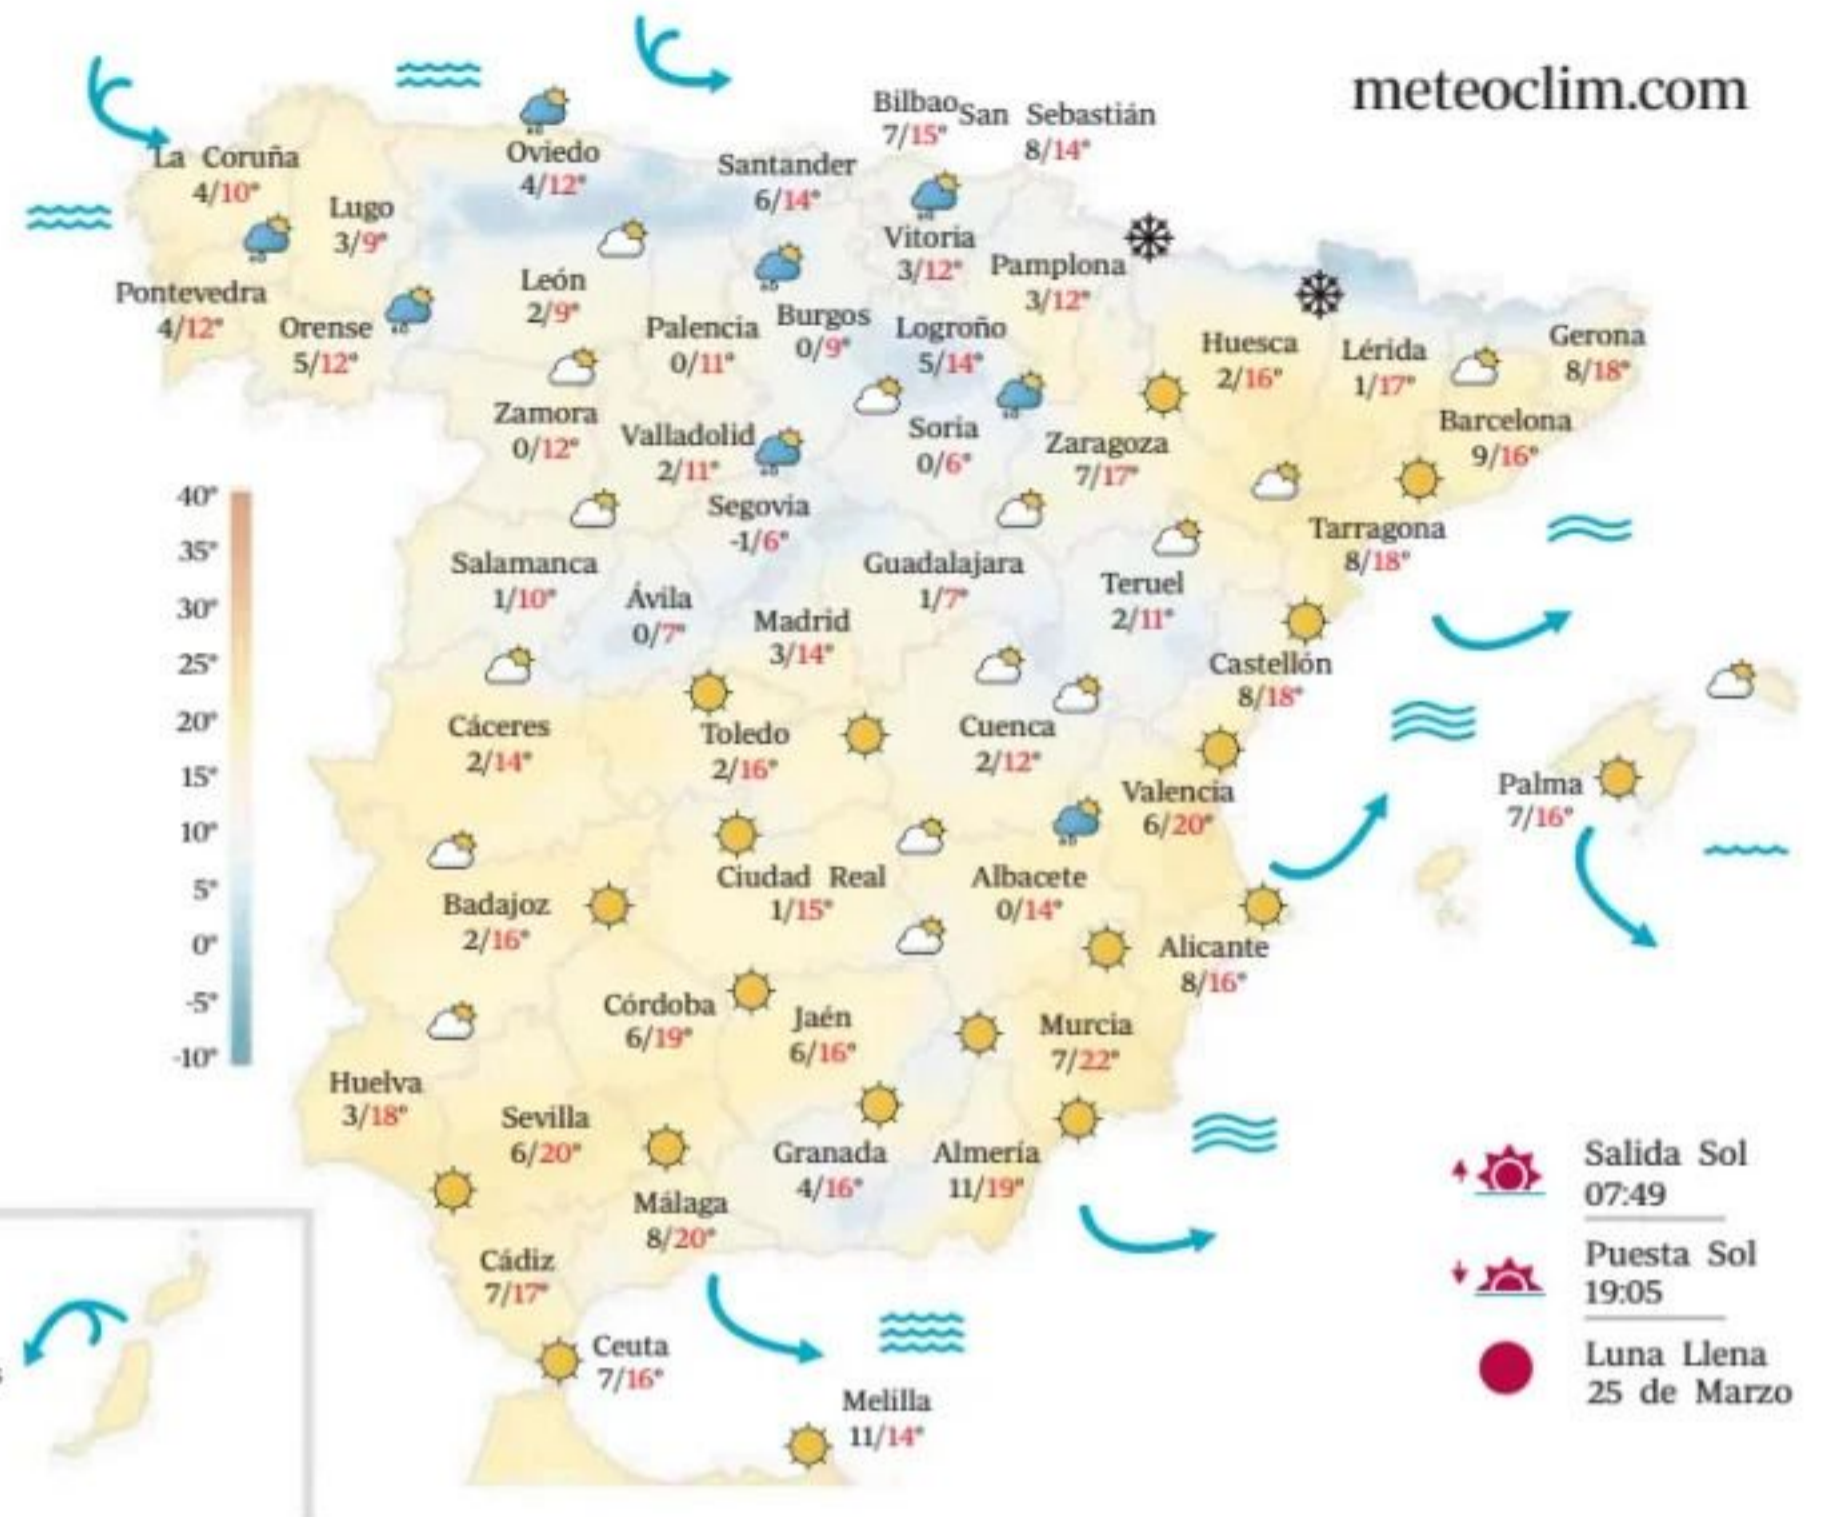 meteoclim.com
Bilbao
7/15°
San Sebastián
8/14°
La Coruña
4/10°
Oviedo
4/12°
Santander
6/14°
Lugo
3/9°
Vitoria
3/12°
Pamplona
3/12°
Pontevedra
4/12°
Orense
5/12°
León
2/9°
Palencia
0/11°
Burgos
0/9°
Logroño
5/14°
Huesca
2/16°
Lérida
1/17°
Gerona
8/18°
Zamora
0/12°
Valladolid
2/11°
Soria
0/6°
Zaragoza
7/17°
Barcelona
9/16°
Segovia
-1/6°
Tarragona
8/18°
Salamanca
1/10°
Ávila
0/7°
Madrid
3/14°
Guadalajara
1/7°
Teruel
2/11°
Castellón
8/18°
Cáceres
2/14°
Toledo
2/16°
Cuenca
2/12°
Valencia
6/20°
Palma
7/16°
Badajoz
2/16°
Ciudad Real
1/15°
Albacete
0/14°
Alicante
8/16°
Córdoba
6/19°
Jaén
6/16°
Murcia
7/22°
Huelva
3/18°
Sevilla
6/20°
Granada
4/16°
Almería
11/19°
Málaga
8/20°
Cádiz
7/17°
Ceuta
7/16°
Melilla
11/14°
40°
35°
30°
25°
20°
15°
10°
5°
0°
-5°
-10°
Salida Sol
07:49
Puesta Sol
19:05
Luna Llena
25 de Marzo